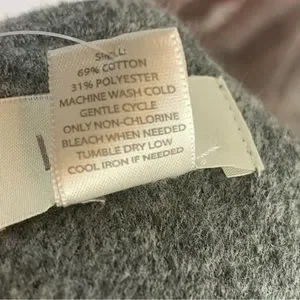 SHELL:
69% COTTON
31% POLYESTER
MACHINE WASH COLD
GENTLE CYCLE
ONLY NON-CHLORINE
BLEACH WHEN NEEDED
TUMBLE DRY LOW
COOL IRON IF NEEDED